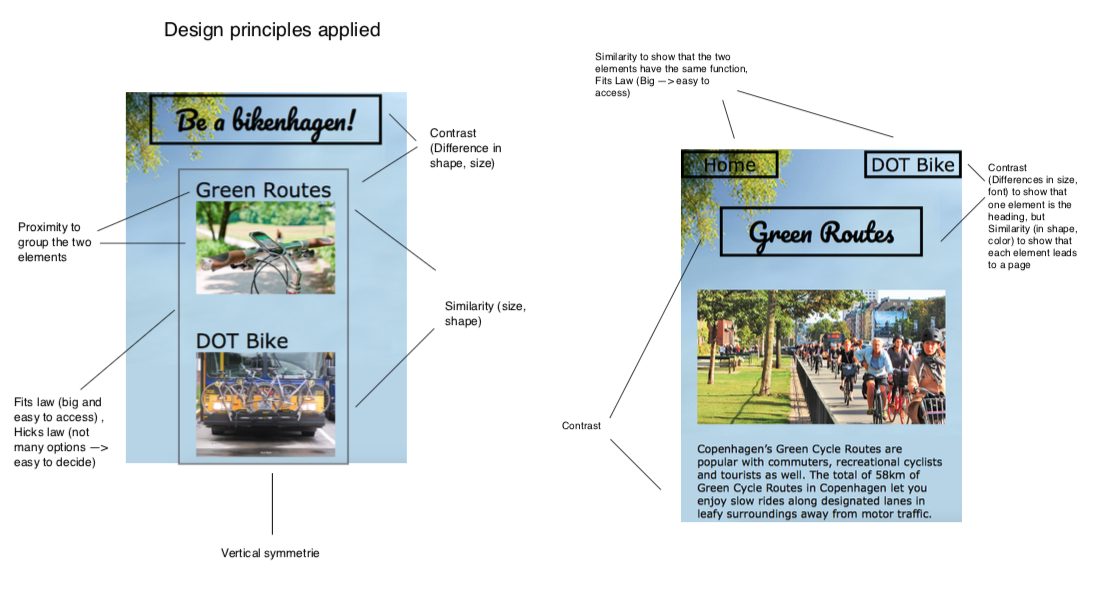 Design principles applied
Be a bikenhagen!
Contrast
(Difference in
shape, size)
Green Routes
Proximity to
group the two
elements
Similarity (size,
shape)
DOT Bike
Fits law (big and
easy to access) ,
Hicks law (not
many options —>
easy to decide)
Vertical symmetrie
Similarity to show that the two
elements have the same function,
Fits Law (Big —> easy to
access)
Home
DOT Bike
Contrast
(Differences in size,
font) to show that
one element is the
heading, but
Similarity (in shape,
color) to show that
each element leads
to a page
Green Routes
Contrast
Copenhagen's Green Cycle Routes are
popular with commuters, recreational cyclists
and tourists as well. The total of 58km of
Green Cycle Routes in Copenhagen let you
enjoy slow rides along designated lanes in
leafy surroundings away from motor traffic.